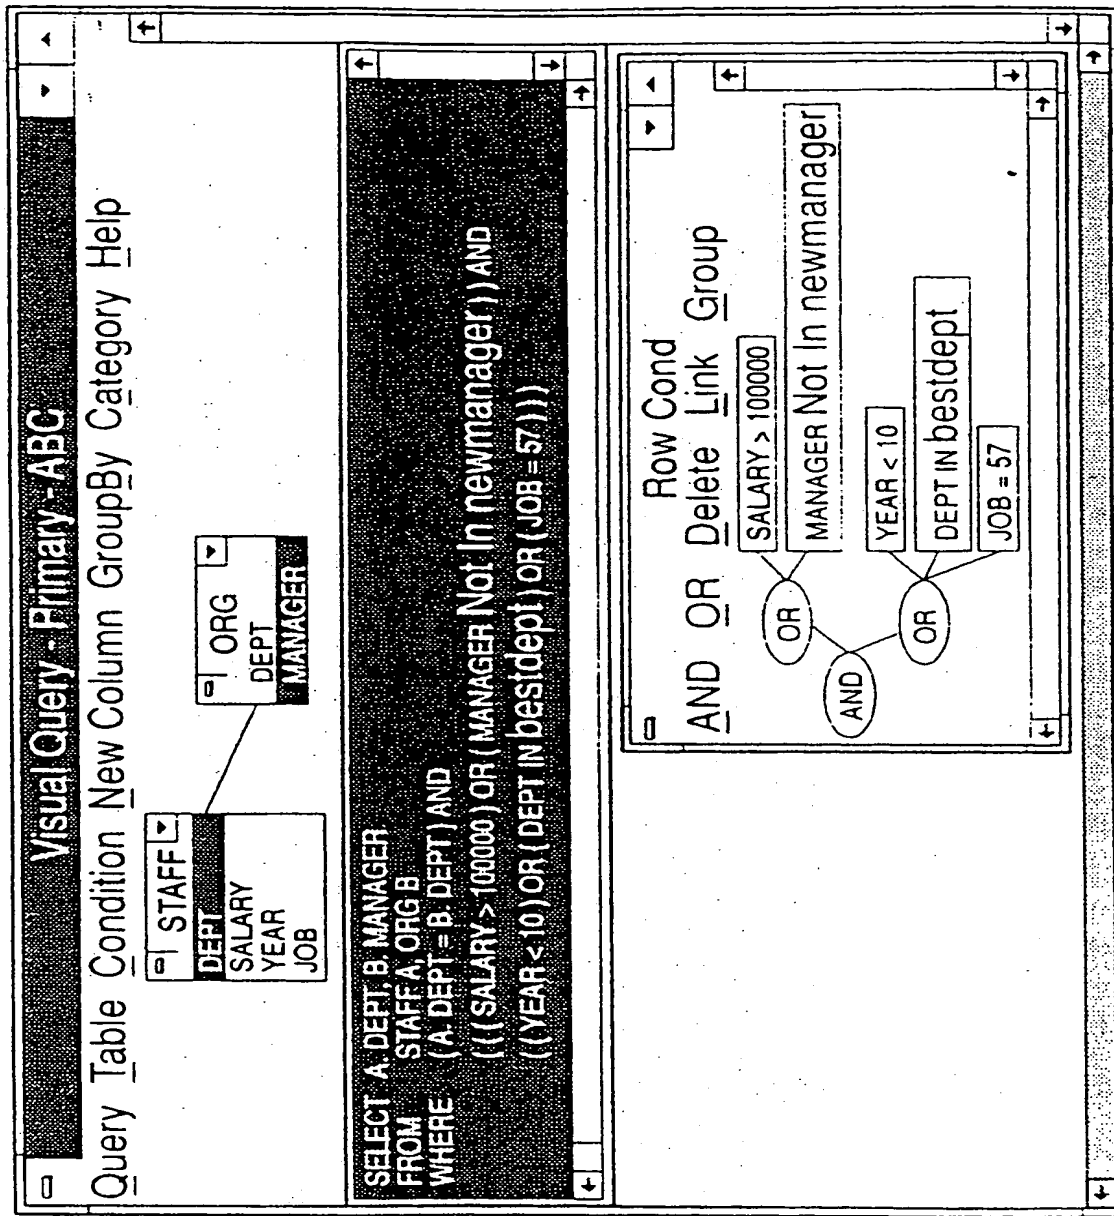 Visual Query - Primary - ABC
Query Table Condition New Column GroupBy Category Help
STAFF
DEPT
SALARY
YEAR
JOB
ORG
DEPT
MANAGER
SELECT A. DEPT, B. MANAGER
FROM STAFF A, ORG B
WHERE (A. DEPT = B. DEPT) AND
(((SALARY > 100000) OR (MANAGER Not In newmanager)) AND
((YEAR < 10) OR (DEPT IN bestdept) OR (JOB = 57)))
Row Cond
AND OR Delete Link Group
AND
OR
SALARY > 100000
MANAGER Not In newmanager
OR
YEAR < 10
DEPT IN bestdept
JOB = 57